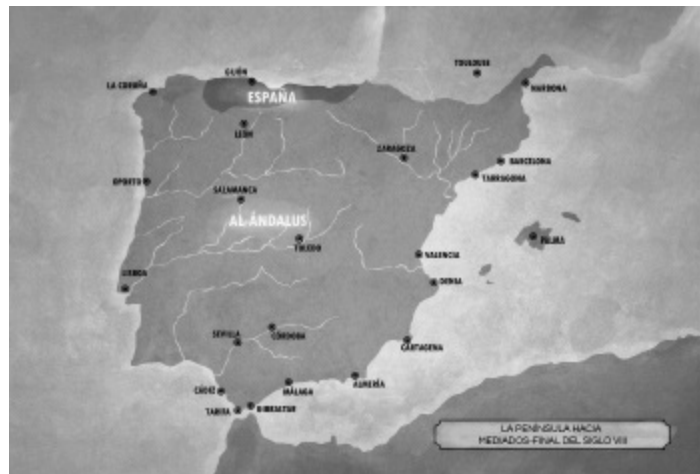 TOULOUSE
GIJÓN
LA CORUÑA
NARBONA
ESPAÑA
LEÓN
ZARAGOZA
BARCELONA
TARRAGONA
OPORTO
SALAMANCA
AL-ÁNDALUS
TOLEDO
PALMA
VALENCIA
LISBOA
DENIA
SEVILLA
CÓRDOBA
CARTAGENA
CÁDIZ
MÁLAGA
ALMERÍA
TARIFA
GIBRALTAR
LA PENÍNSULA HACIA
MEDIADOS-FINAL DEL SIGLO VIII